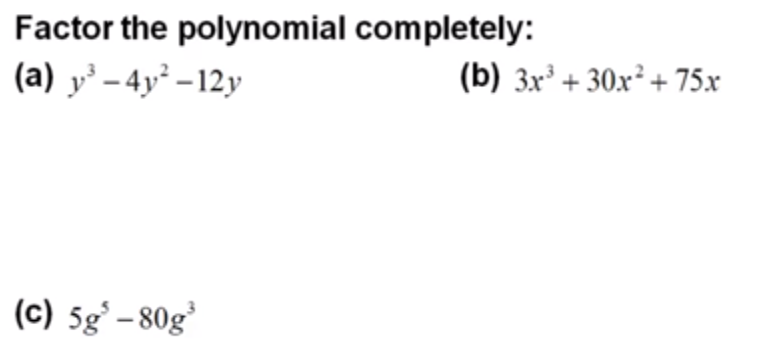 Factor the polynomial completely:
(a) y³ – 4y² – 12y (b) 3x³ + 30x² + 75x
(c) 5g⁵ – 80g³